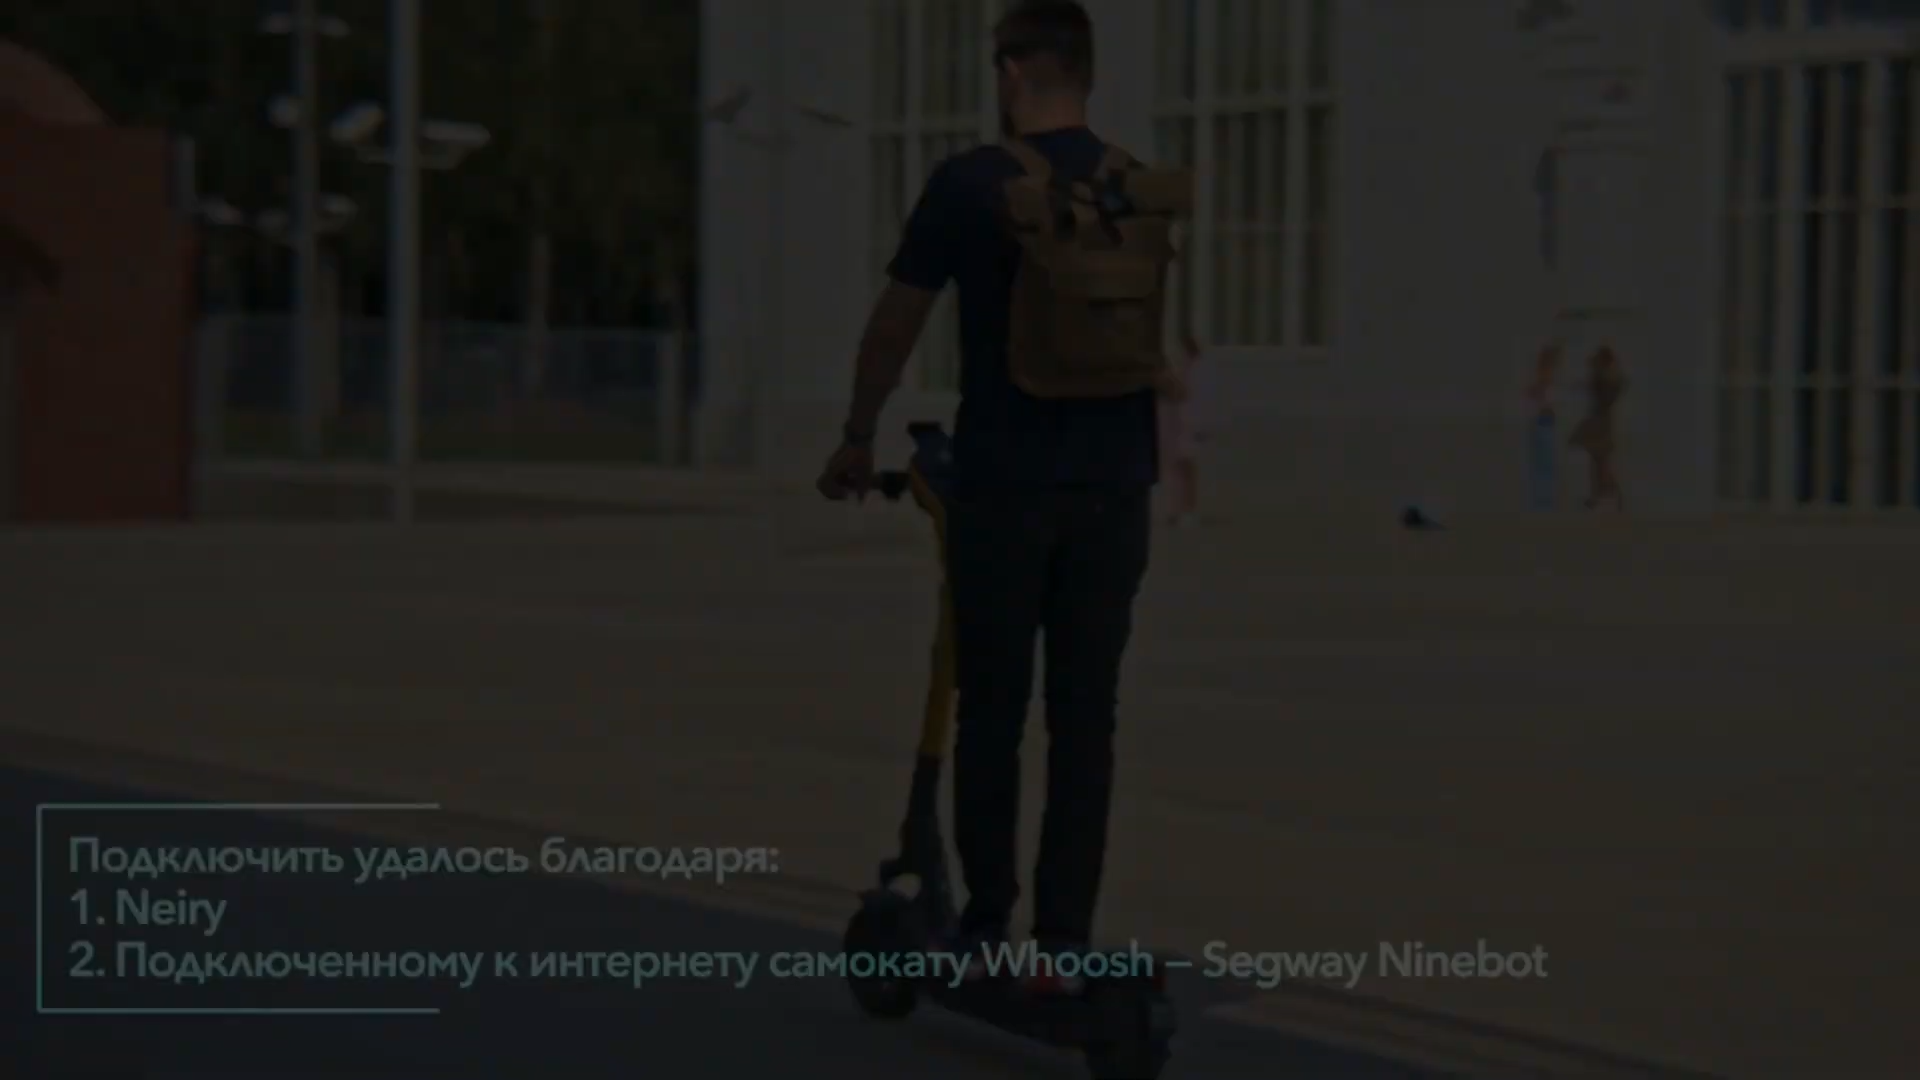 Подключить удалось благодаря:
1. Neiry
2. Подключенному к интернету самокату Whoosh – Segway Ninebot